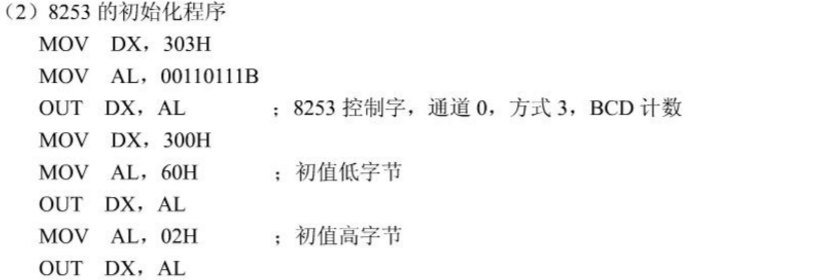 （2）8253 的初始化程序
MOV DX，303H
MOV AL，00110111B
OUT DX，AL ；8253 控制字，通道 0，方式 3，BCD 计数
MOV DX，300H
MOV AL，60H ；初值低字节
OUT DX，AL
MOV AL，02H ；初值高字节
OUT DX，AL